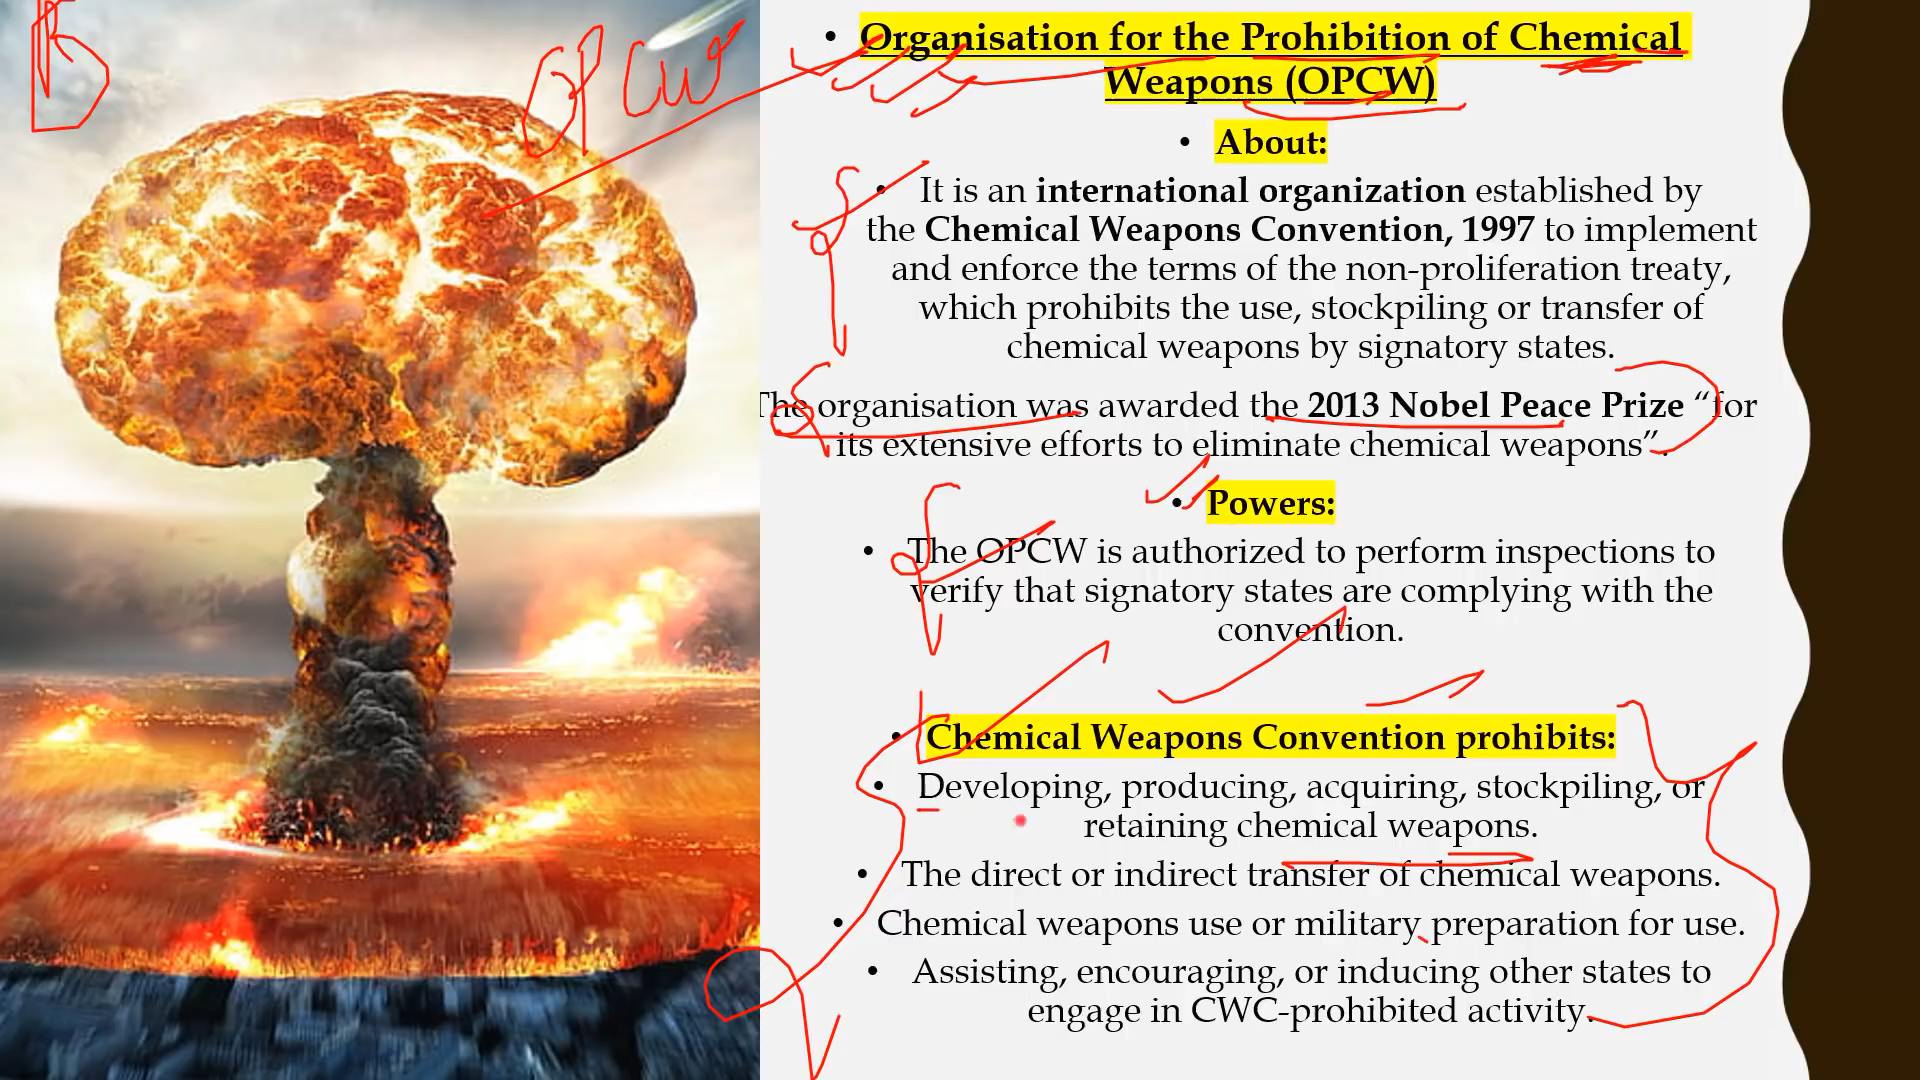 OPCW
• Organisation for the Prohibition of Chemical
Weapons (OPCW)
• About:
• It is an international organization established by
the Chemical Weapons Convention, 1997 to implement
and enforce the terms of the non-proliferation treaty,
which prohibits the use, stockpiling or transfer of
chemical weapons by signatory states.
The organisation was awarded the 2013 Nobel Peace Prize “for
its extensive efforts to eliminate chemical weapons”.
• Powers:
• The OPCW is authorized to perform inspections to
verify that signatory states are complying with the
convention.
• Chemical Weapons Convention prohibits:
• Developing, producing, acquiring, stockpiling, or
retaining chemical weapons.
• The direct or indirect transfer of chemical weapons.
• Chemical weapons use or military preparation for use.
• Assisting, encouraging, or inducing other states to
engage in CWC-prohibited activity.